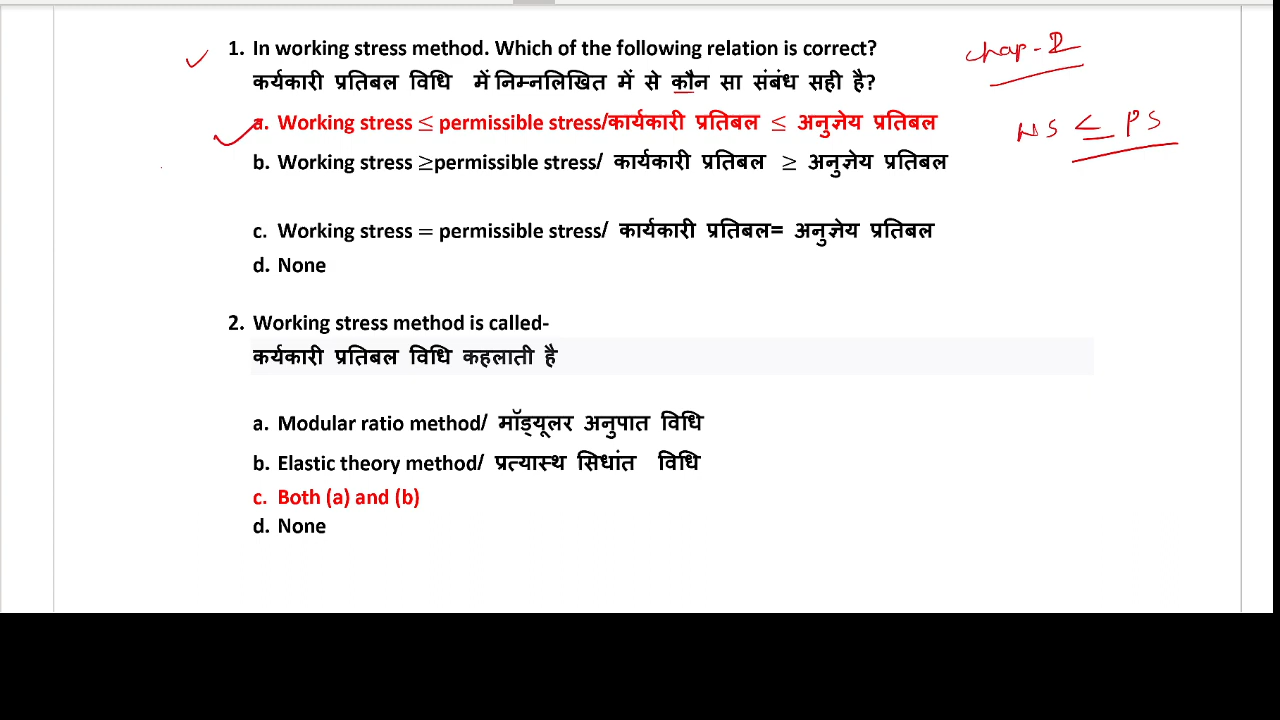 1. In working stress method. Which of the following relation is correct?
chap-2
कर्यकारी प्रतिबल विधि में निम्नलिखित में से कौन सा संबंध सही है?
a. Working stress ≤ permissible stress/कार्यकारी प्रतिबल ≤ अनुज्ञेय प्रतिबल
WS ≤ PS
b. Working stress ≥permissible stress/ कार्यकारी प्रतिबल ≥ अनुज्ञेय प्रतिबल
c. Working stress = permissible stress/ कार्यकारी प्रतिबल= अनुज्ञेय प्रतिबल
d. None
2. Working stress method is called-
कर्यकारी प्रतिबल विधि कहलाती है
a. Modular ratio method/ मॉड्यूलर अनुपात विधि
b. Elastic theory method/ प्रत्यास्थ सिधांत विधि
c. Both (a) and (b)
d. None